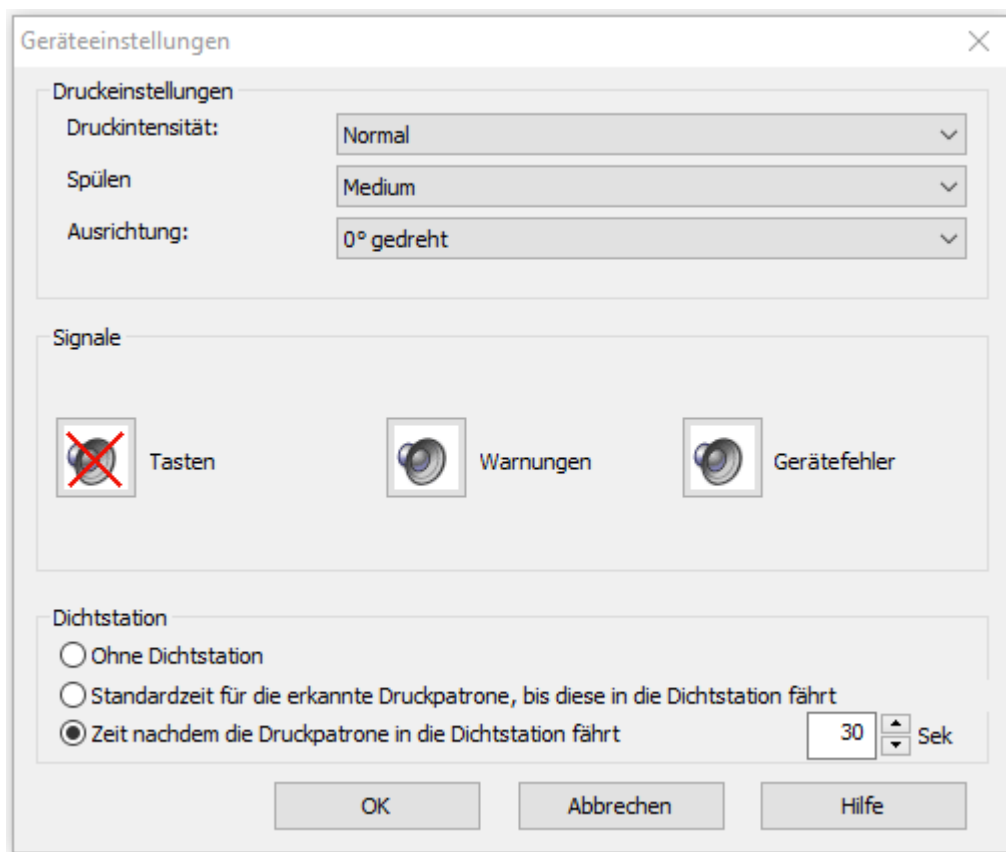 Geräteeinstellungen
Druckeinstellungen
Druckintensität: Normal
Spülen Medium
Ausrichtung: 0° gedreht
Signale
Tasten Warnungen Gerätefehler
Dichtstation
Ohne Dichtstation
Standardzeit für die erkannte Druckpatrone, bis diese in die Dichtstation fährt
Zeit nachdem die Druckpatrone in die Dichtstation fährt 30 Sek
OK Abbrechen Hilfe